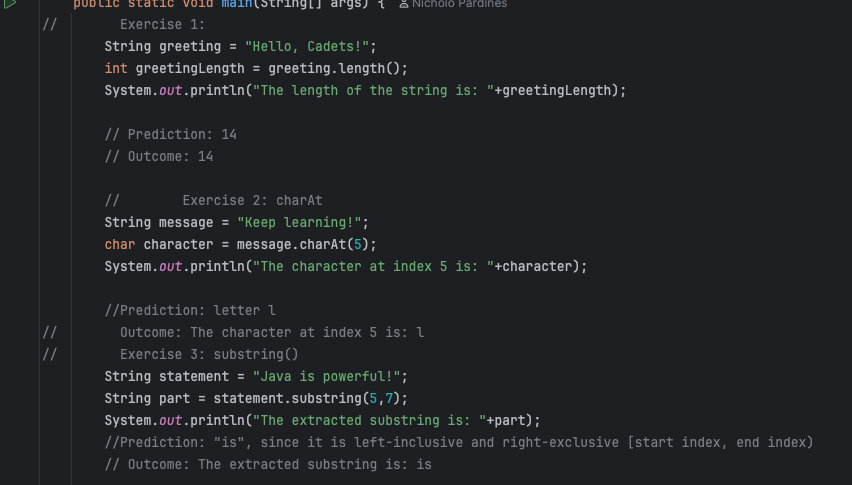 public static void main(String[] args) { Nicholo Pardines
//        Exercise 1:
String greeting = "Hello, Cadets!";
int greetingLength = greeting.length();
System.out.println("The length of the string is: "+greetingLength);
// Prediction: 14
// Outcome: 14
//        Exercise 2: charAt
String message = "Keep learning!";
char character = message.charAt(5);
System.out.println("The character at index 5 is: "+character);
//Prediction: letter l
//        Outcome: The character at index 5 is: l
//        Exercise 3: substring()
String statement = "Java is powerful!";
String part = statement.substring(5,7);
System.out.println("The extracted substring is: "+part);
//Prediction: "is", since it is left-inclusive and right-exclusive [start index, end index)
// Outcome: The extracted substring is: is